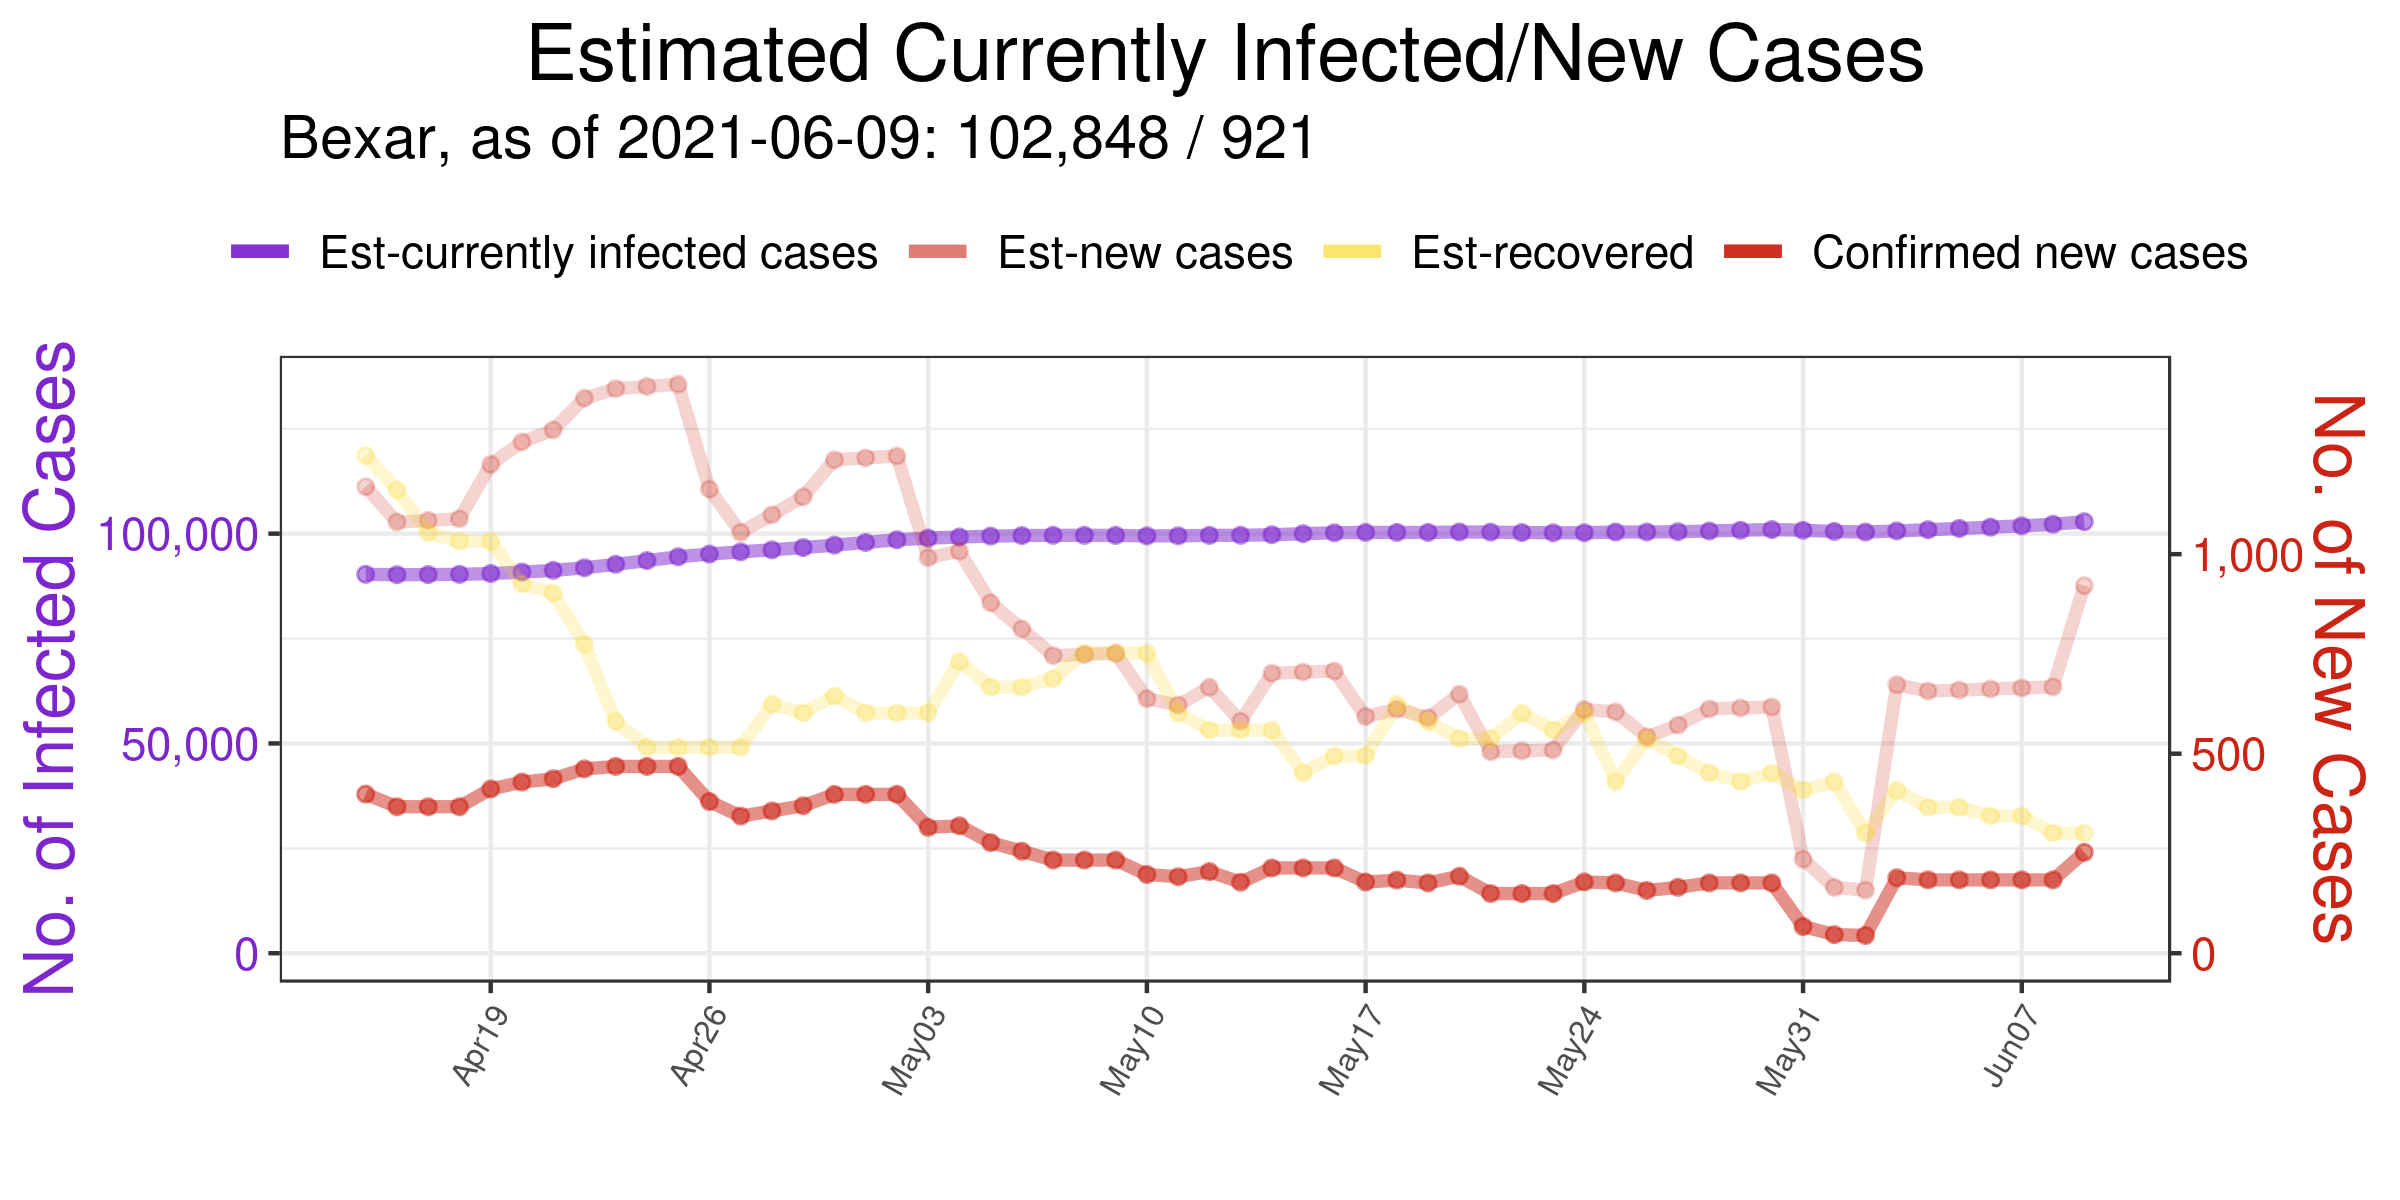 Estimated Currently Infected/New Cases
Bexar, as of 2021-06-09: 102,848 / 921
Est-currently infected cases Est-new cases Est-recovered Confirmed new cases
No. of Infected Cases
100,000
50,000
0
1,000
500
0
No. of New Cases
Apr19 Apr26 May03 May10 May17 May24 May31 Jun07